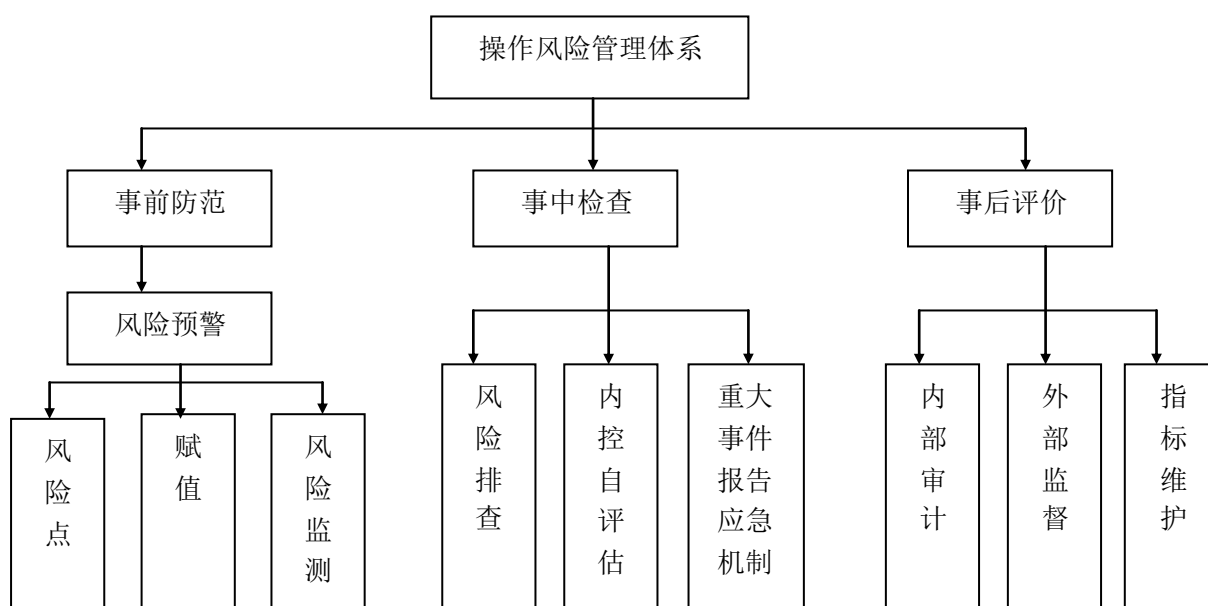 操作风险管理体系
事前防范
事中检查
事后评价
风险预警
风险点
赋值
风险监测
风险排查
内控自评估
重大
事件
报告
应急
机制
内部审计
外部监督
指标维护